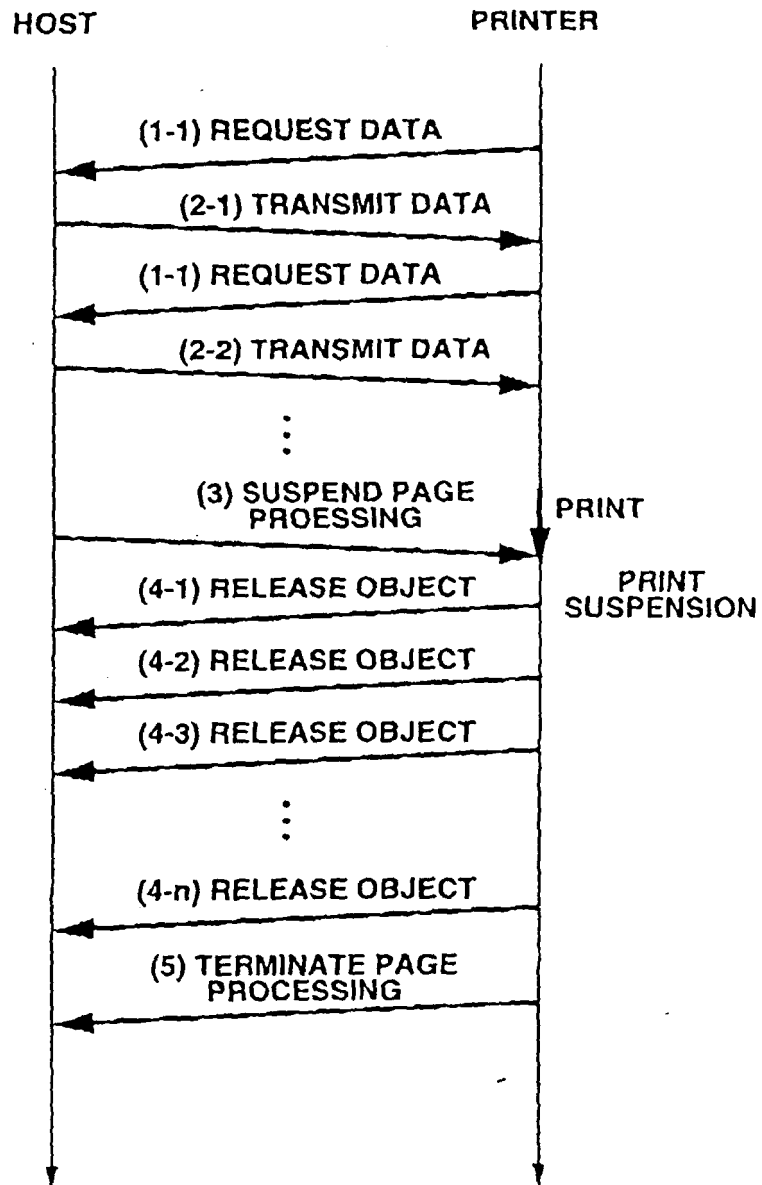 HOST
PRINTER
(1-1) REQUEST DATA
(2-1) TRANSMIT DATA
(1-1) REQUEST DATA
(2-2) TRANSMIT DATA
(3) SUSPEND PAGE
PROESSING
PRINT
(4-1) RELEASE OBJECT
PRINT
SUSPENSION
(4-2) RELEASE OBJECT
(4-3) RELEASE OBJECT
(4-n) RELEASE OBJECT
(5) TERMINATE PAGE
PROCESSING